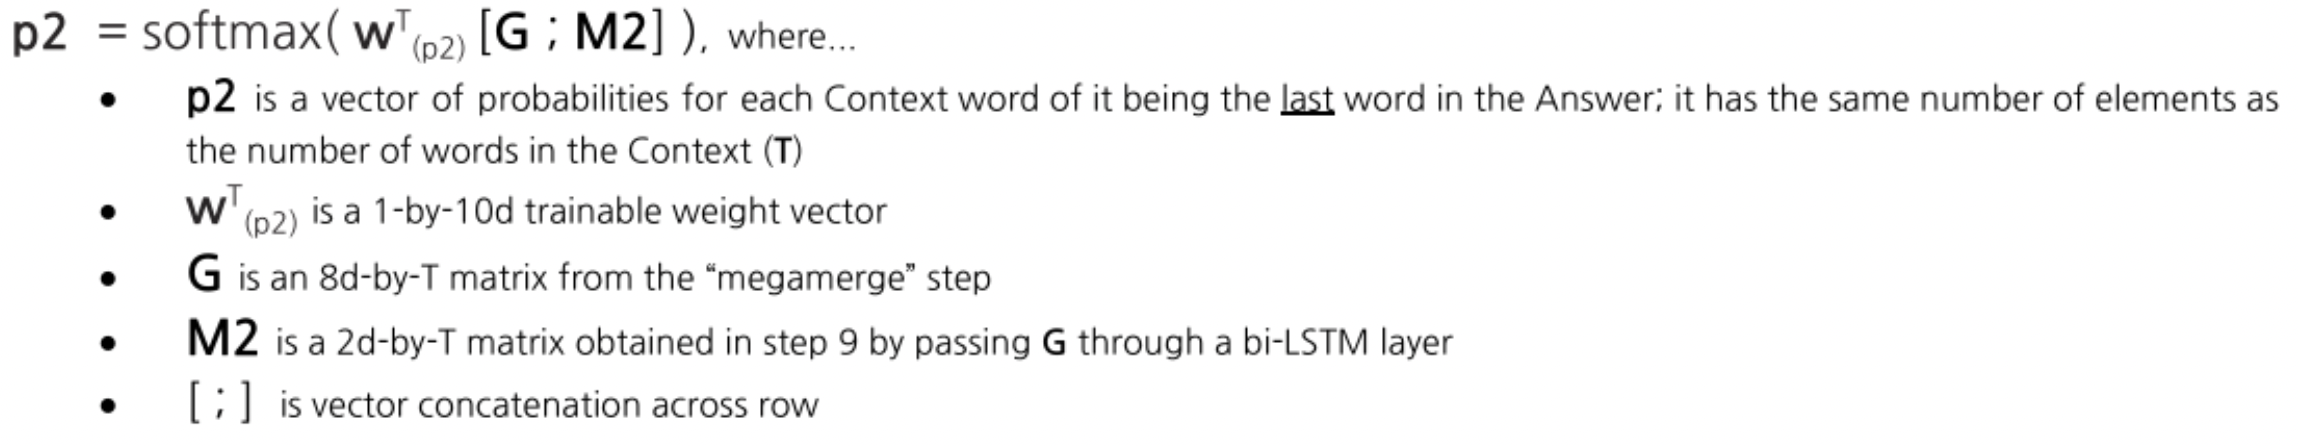 p2 = softmax( wᵀ(p2) [G ; M2] ), where...
• p2 is a vector of probabilities for each Context word of it being the last word in the Answer; it has the same number of elements as
the number of words in the Context (T)
• wᵀ(p2) is a 1-by-10d trainable weight vector
• G is an 8d-by-T matrix from the “megamerge” step
• M2 is a 2d-by-T matrix obtained in step 9 by passing G through a bi-LSTM layer
• [ ; ] is vector concatenation across row